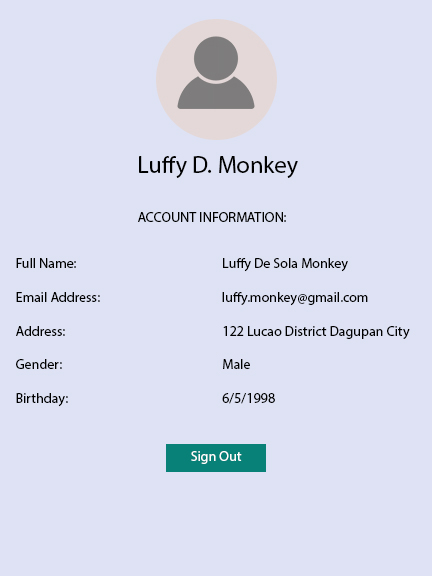 Luffy D. Monkey
ACCOUNT INFORMATION:
Full Name: Luffy De Sola Monkey
Email Address: luffy.monkey@gmail.com
Address: 122 Lucao District Dagupan City
Gender: Male
Birthday: 6/5/1998
Sign Out